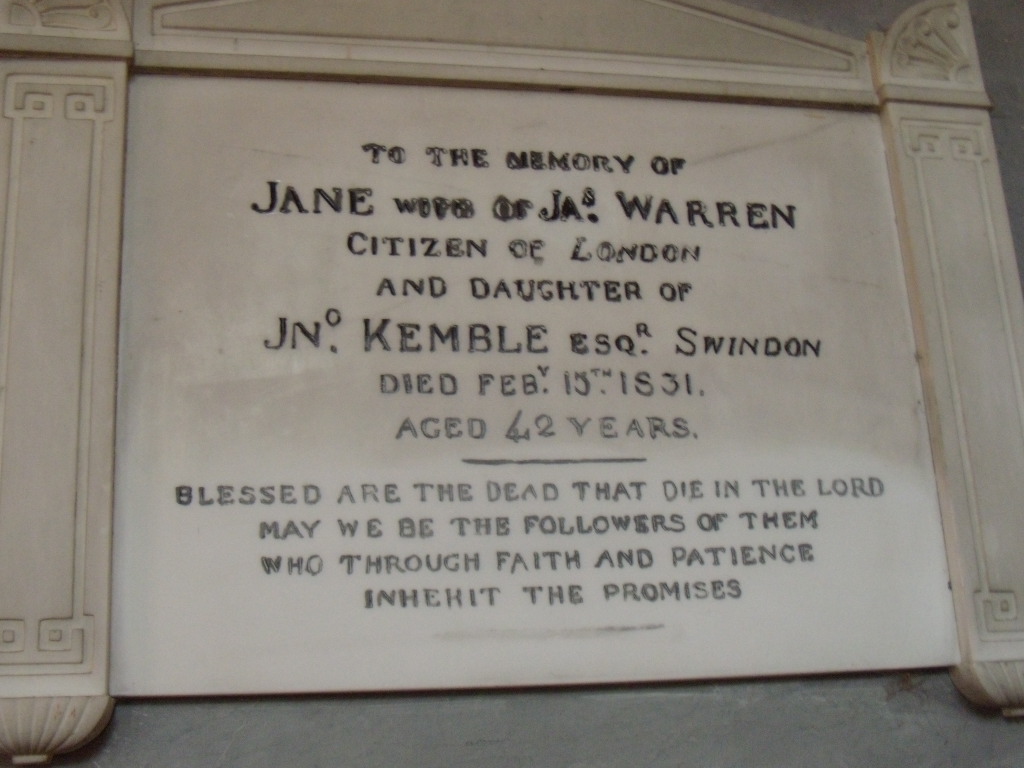 TO THE MEMORY OF
JANE WIFE OF JAS. WARREN
CITIZEN OF LONDON
AND DAUGHTER OF
JNO. KEMBLE ESQR. SWINDON
DIED FEBY. 15TH. 1831.
AGED 42 YEARS.
BLESSED ARE THE DEAD THAT DIE IN THE LORD
MAY WE BE THE FOLLOWERS OF THEM
WHO THROUGH FAITH AND PATIENCE
INHERIT THE PROMISES